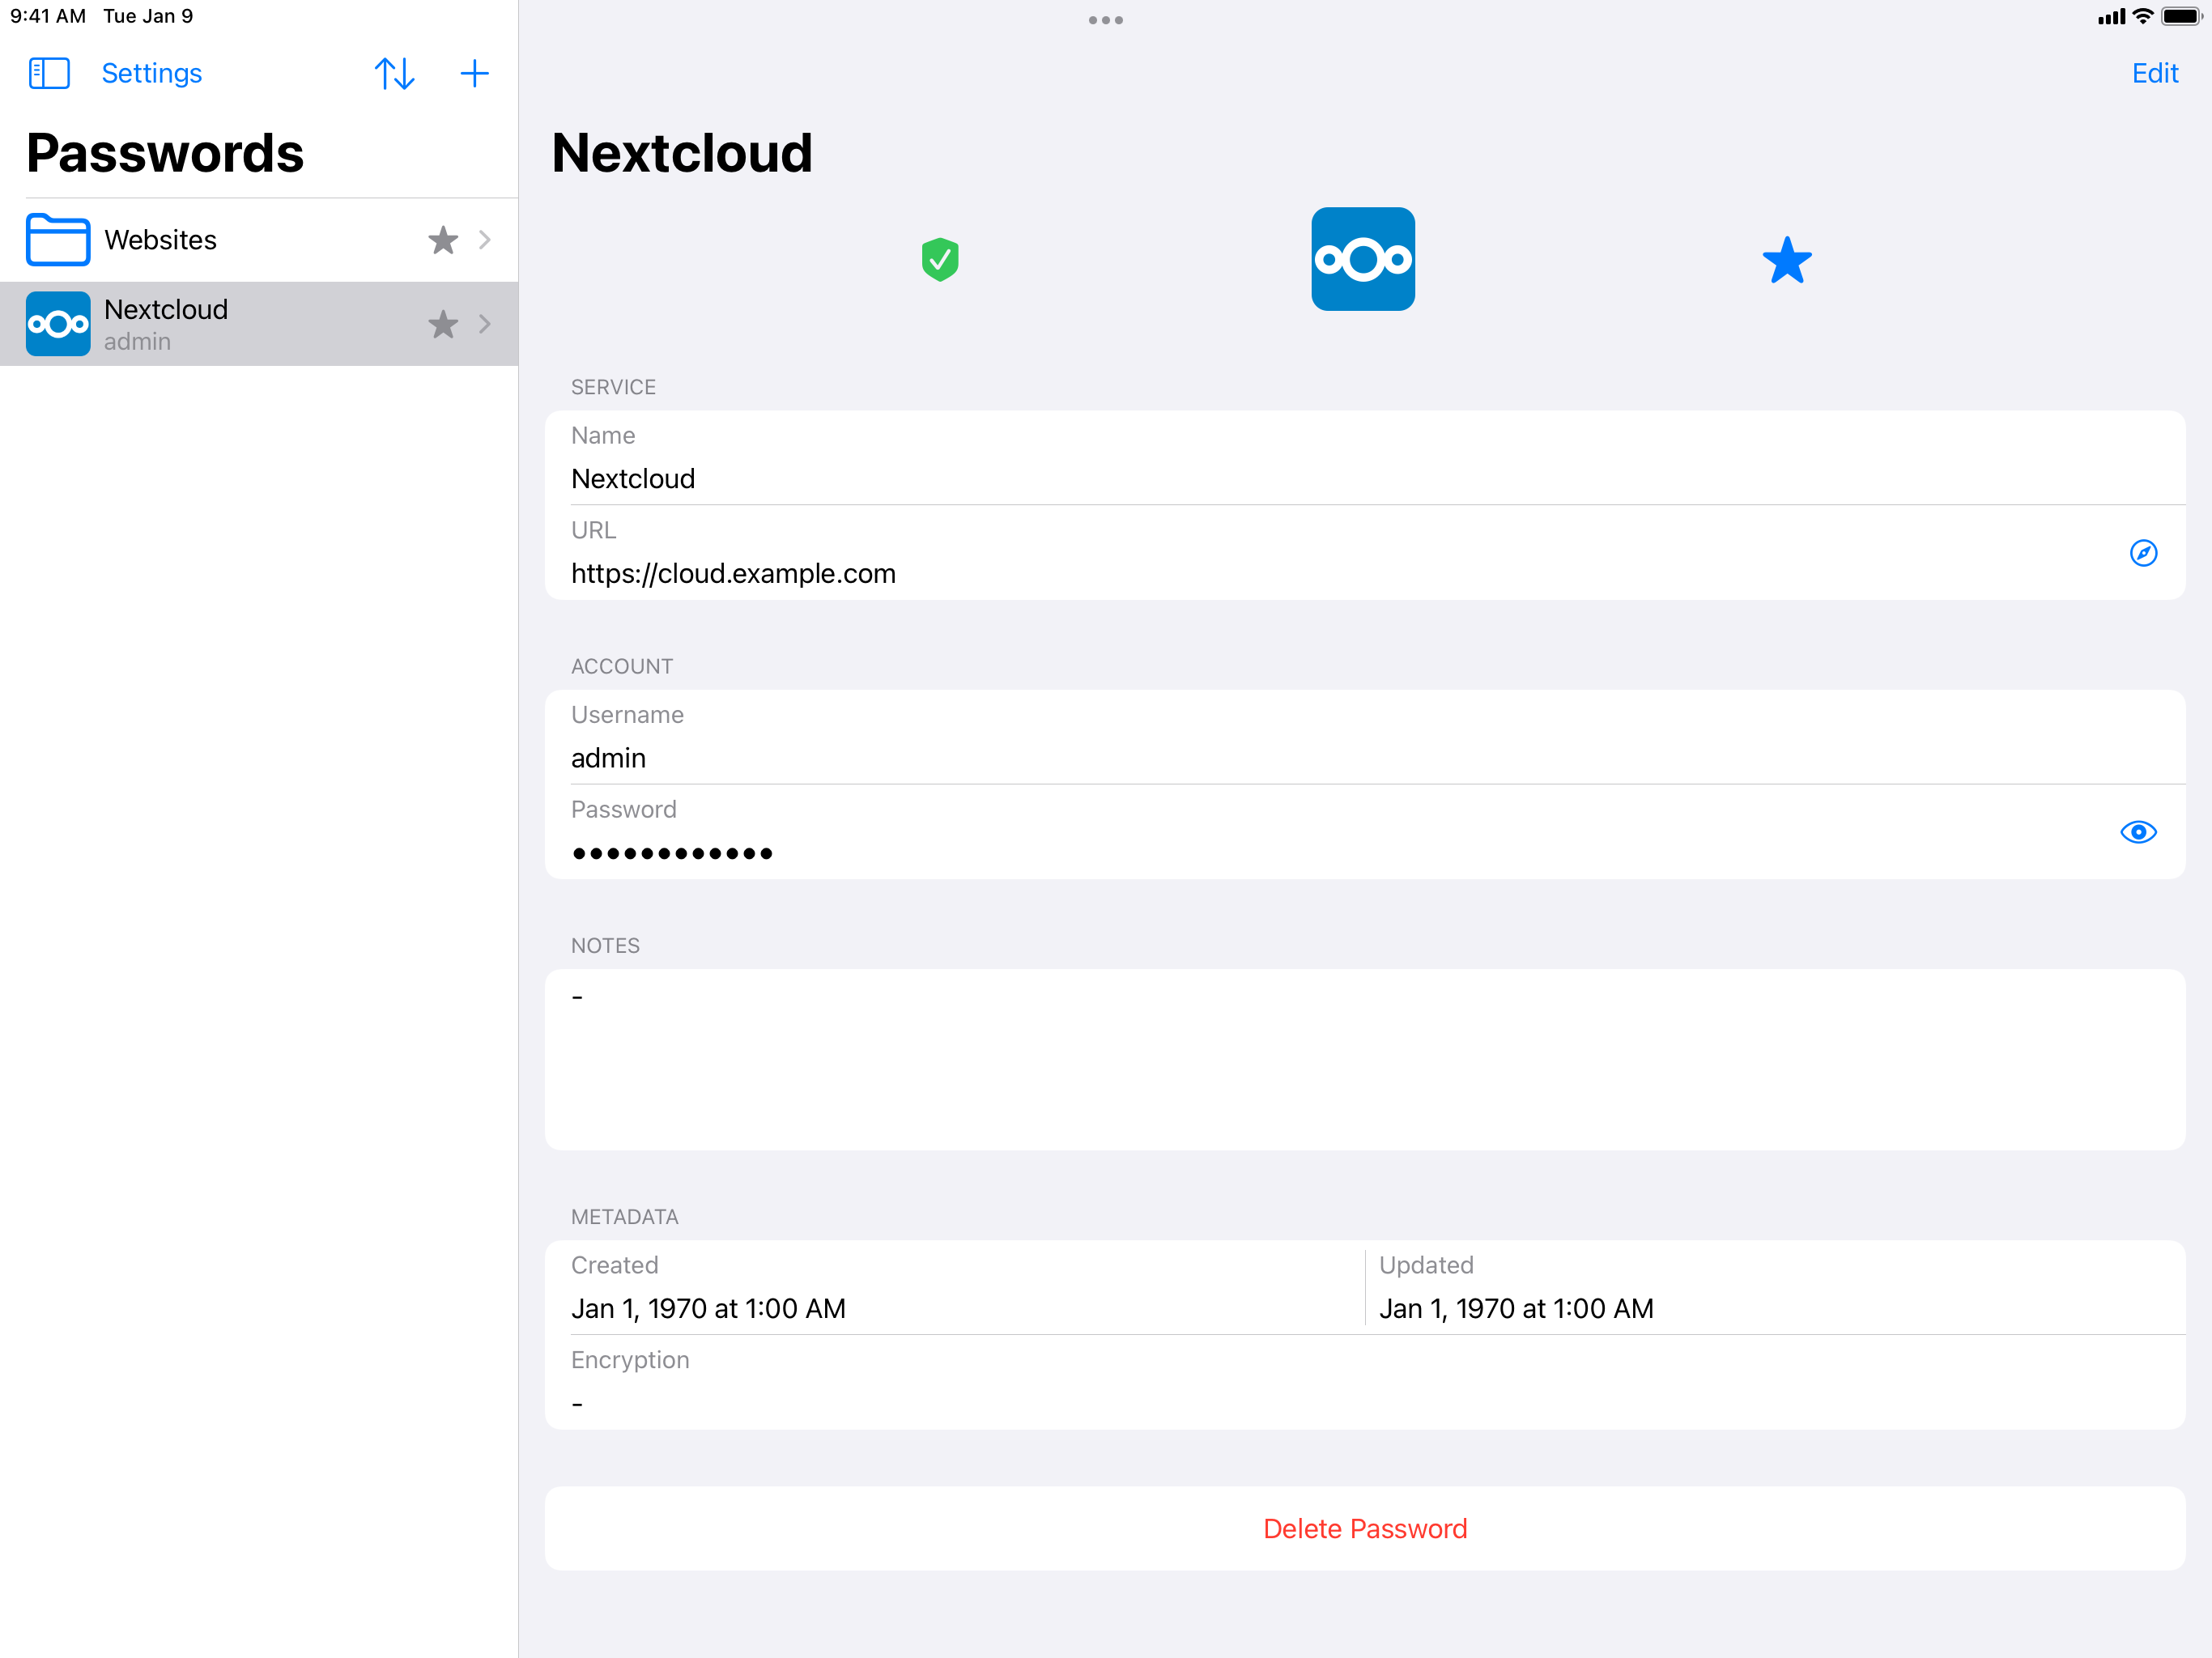 9:41 AM Tue Jan 9
Settings
Edit
Passwords
Websites
Nextcloud
admin
Nextcloud
SERVICE
Name
Nextcloud
URL
https://cloud.example.com
ACCOUNT
Username
admin
Password
••••••••••••
NOTES
-
METADATA
Created
Jan 1, 1970 at 1:00 AM
Updated
Jan 1, 1970 at 1:00 AM
Encryption
-
Delete Password